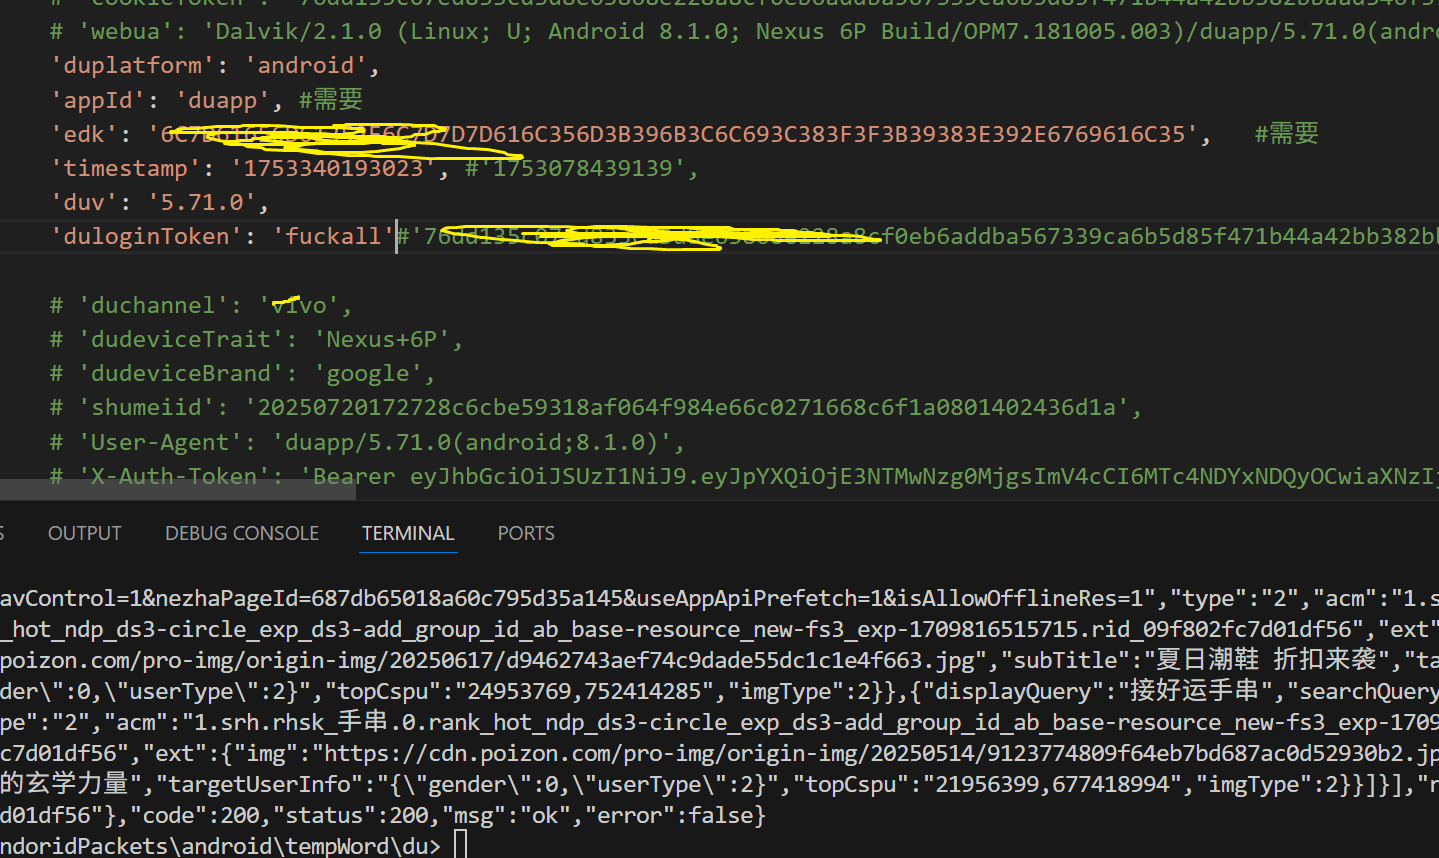 # 'webua': 'Dalvik/2.1.0 (Linux; U; Android 8.1.0; Nexus 6P Build/OPM7.181005.003)/duapp/5.71.0(andro
'duplatform': 'android',
'appId': 'duapp', #需要
'edk': '7D7D616C356D3B396B3C6C693C383F3F3B39383E392E6769616C35', #需要
'timestamp': '1753340193023', #'1753078439139',
'duv': '5.71.0',
'duloginToken': 'fuckall'#'76dd135 cf0eb6addba567339ca6b5d85f471b44a42bb382bb
# 'duchannel': 'vivo',
# 'dudeviceTrait': 'Nexus+6P',
# 'dudeviceBrand': 'google',
# 'shumeiid': '20250720172728c6cbe59318af064f984e66c0271668c6f1a0801402436d1a',
# 'User-Agent': 'duapp/5.71.0(android;8.1.0)',
# 'X-Auth-Token': 'Bearer eyJhbGciOiJSUzI1NiJ9.eyJpYXQiOjE3NTMwNzg0MjgsImV4cCI6MTc4NDYxNDQyOCwiaXNzIj
S OUTPUT DEBUG CONSOLE TERMINAL PORTS
avControl=1&nezhaPageId=687db65018a60c795d35a145&useAppApiPrefetch=1&isAllowOfflineRes=1","type":"2","acm":"1.s
_hot_ndp_ds3-circle_exp_ds3-add_group_id_ab_base-resource_new-fs3_exp-1709816515715.rid_09f802fc7d01df56","ext"
poizon.com/pro-img/origin-img/20250617/d9462743aef74c9dade55dc1c1e4f663.jpg","subTitle":"夏日潮鞋 折扣来袭","ta
der\":0,\"userType\":2}","topCspu":"24953769,752414285","imgType":2}},{"displayQuery":"接好运手串","searchQuery
pe":"2","acm":"1.srh.rhsk_手串.0.rank_hot_ndp_ds3-circle_exp_ds3-add_group_id_ab_base-resource_new-fs3_exp-1709
c7d01df56","ext":{"img":"https://cdn.poizon.com/pro-img/origin-img/20250514/9123774809f64eb7bd687ac0d52930b2.jp
的玄学力量","targetUserInfo":"{\"gender\":0,\"userType\":2}","topCspu":"21956399,677418994","imgType":2}}]}],"r
d01df56"},"code":200,"status":200,"msg":"ok","error":false}
ndoridPackets\android\tempWord\du>